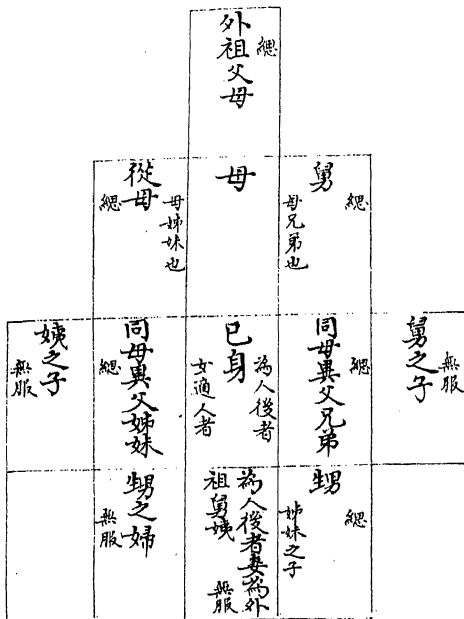 外祖父母
緦
舅
緦
母兄弟也
母
從母
母姊妹也
緦
舅之子
無服
同母異父兄弟
緦
己身
為人後者
女適人者
同母異父姊妹
緦
姨之子
無服
甥
緦
姊妹之子
為人後者妻為外
祖舅姨
無服
甥之婦
無服